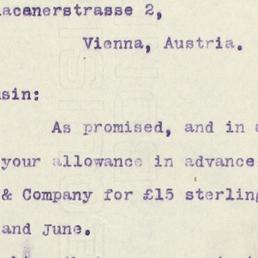 acanerstrasse 2,
Vienna, Austria.
sin:
As promised, and in a
your allowance in advance
& Company for £15 sterling
and June.